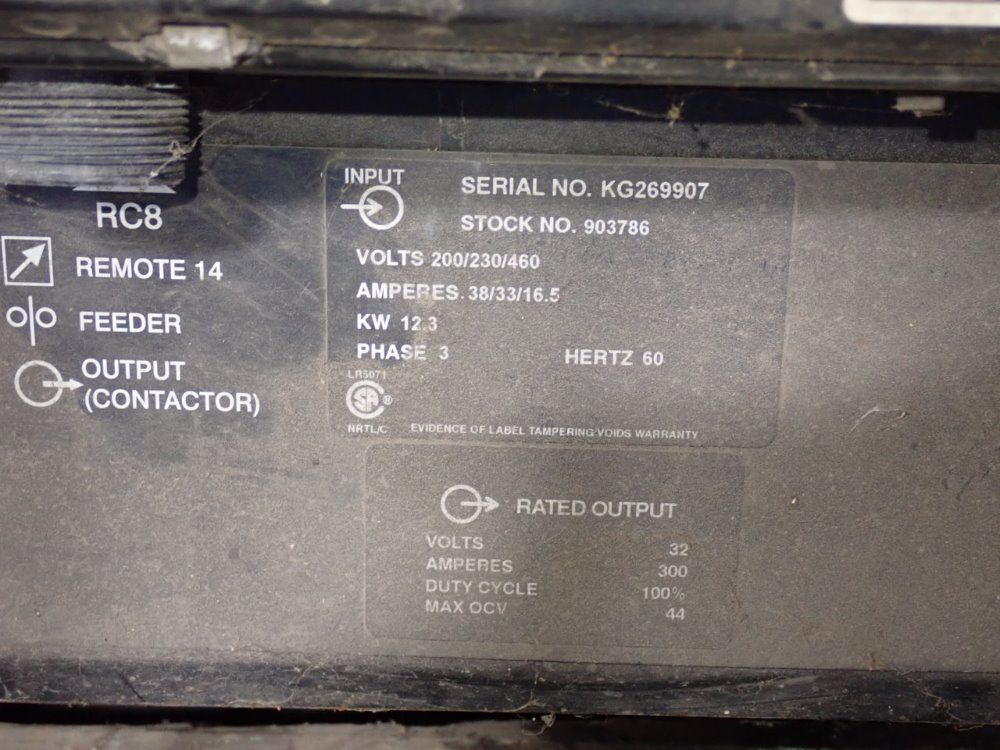 RC8
REMOTE 14
FEEDER
OUTPUT
(CONTACTOR)
INPUT
SERIAL NO. KG269907
STOCK NO. 903786
VOLTS 200/230/460
AMPERES. 38/33/16.5
KW 12.3
PHASE 3 HERTZ 60
LR5071
SA ®
NRTL/C
EVIDENCE OF LABEL TAMPERING VOIDS WARRANTY
RATED OUTPUT
VOLTS 32
AMPERES 300
DUTY CYCLE 100%
MAX OCV 44